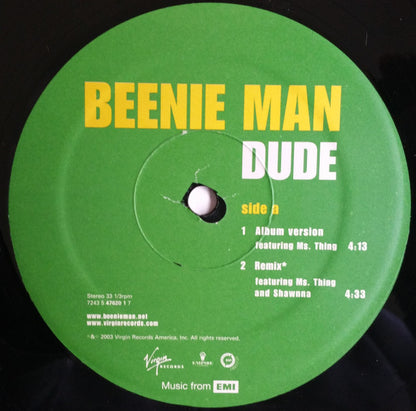 BEENIE MAN
DUDE
side a
1 Album version
featuring Ms. Thing 4:13
2 Remix*
featuring Ms. Thing
and Shawnna 4:33
Stereo 33 1/3rpm
7243 5 47620 1 7
www.beenieman.net
www.virginrecords.com
℗ & © 2003 Virgin Records America, Inc. All rights reserved.
Virgin
RECORDS
Music from EMI